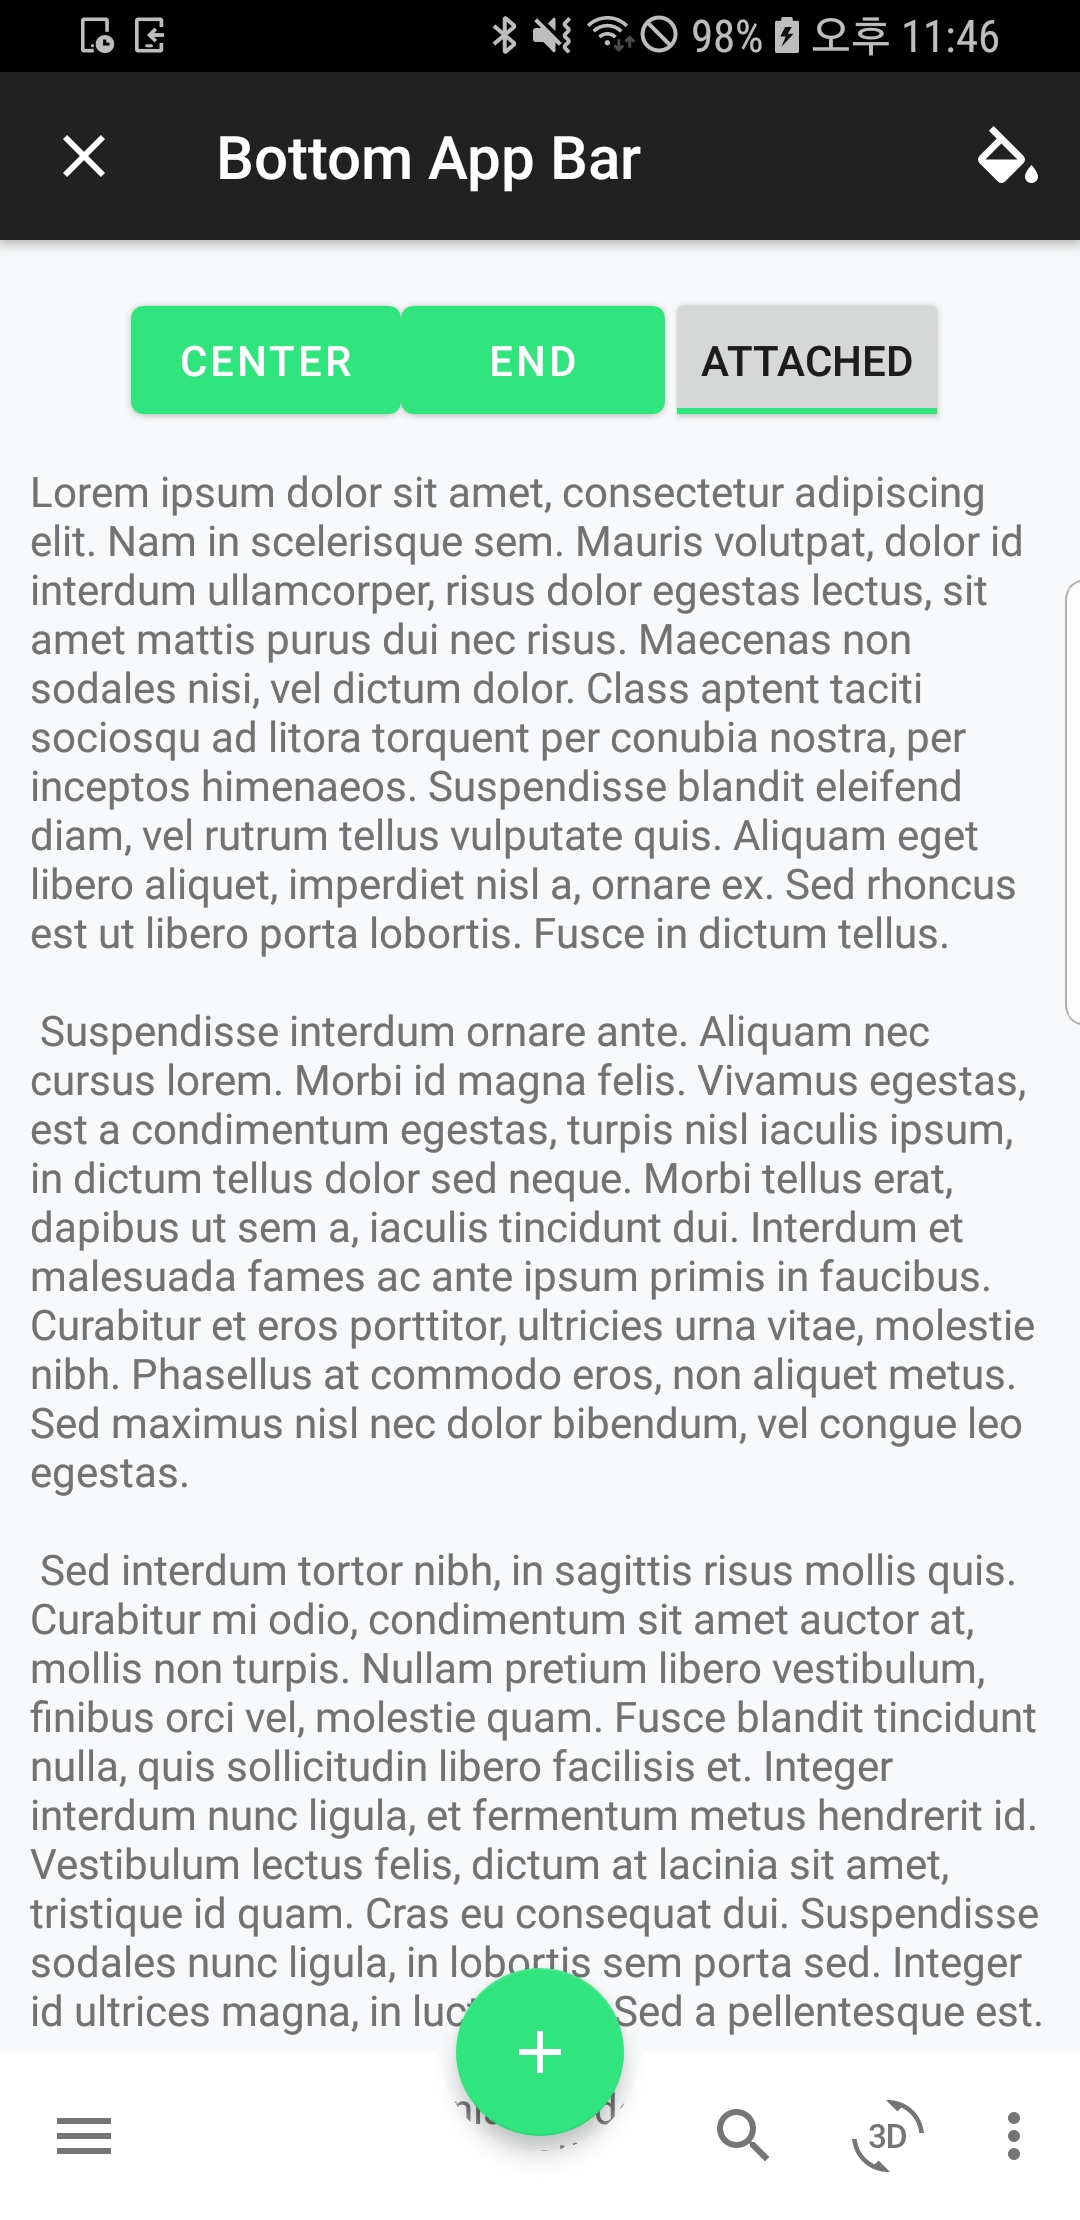 98% 오후 11:46
Bottom App Bar
CENTER END ATTACHED
Lorem ipsum dolor sit amet, consectetur adipiscing
elit. Nam in scelerisque sem. Mauris volutpat, dolor id
interdum ullamcorper, risus dolor egestas lectus, sit
amet mattis purus dui nec risus. Maecenas non
sodales nisi, vel dictum dolor. Class aptent taciti
sociosqu ad litora torquent per conubia nostra, per
inceptos himenaeos. Suspendisse blandit eleifend
diam, vel rutrum tellus vulputate quis. Aliquam eget
libero aliquet, imperdiet nisl a, ornare ex. Sed rhoncus
est ut libero porta lobortis. Fusce in dictum tellus.
Suspendisse interdum ornare ante. Aliquam nec
cursus lorem. Morbi id magna felis. Vivamus egestas,
est a condimentum egestas, turpis nisl iaculis ipsum,
in dictum tellus dolor sed neque. Morbi tellus erat,
dapibus ut sem a, iaculis tincidunt dui. Interdum et
malesuada fames ac ante ipsum primis in faucibus.
Curabitur et eros porttitor, ultricies urna vitae, molestie
nibh. Phasellus at commodo eros, non aliquet metus.
Sed maximus nisl nec dolor bibendum, vel congue leo
egestas.
Sed interdum tortor nibh, in sagittis risus mollis quis.
Curabitur mi odio, condimentum sit amet auctor at,
mollis non turpis. Nullam pretium libero vestibulum,
finibus orci vel, molestie quam. Fusce blandit tincidunt
nulla, quis sollicitudin libero facilisis et. Integer
interdum nunc ligula, et fermentum metus hendrerit id.
Vestibulum lectus felis, dictum at lacinia sit amet,
tristique id quam. Cras eu consequat dui. Suspendisse
sodales nunc ligula, in lobortis sem porta sed. Integer
id ultrices magna, in Sed a pellentesque est.
3D